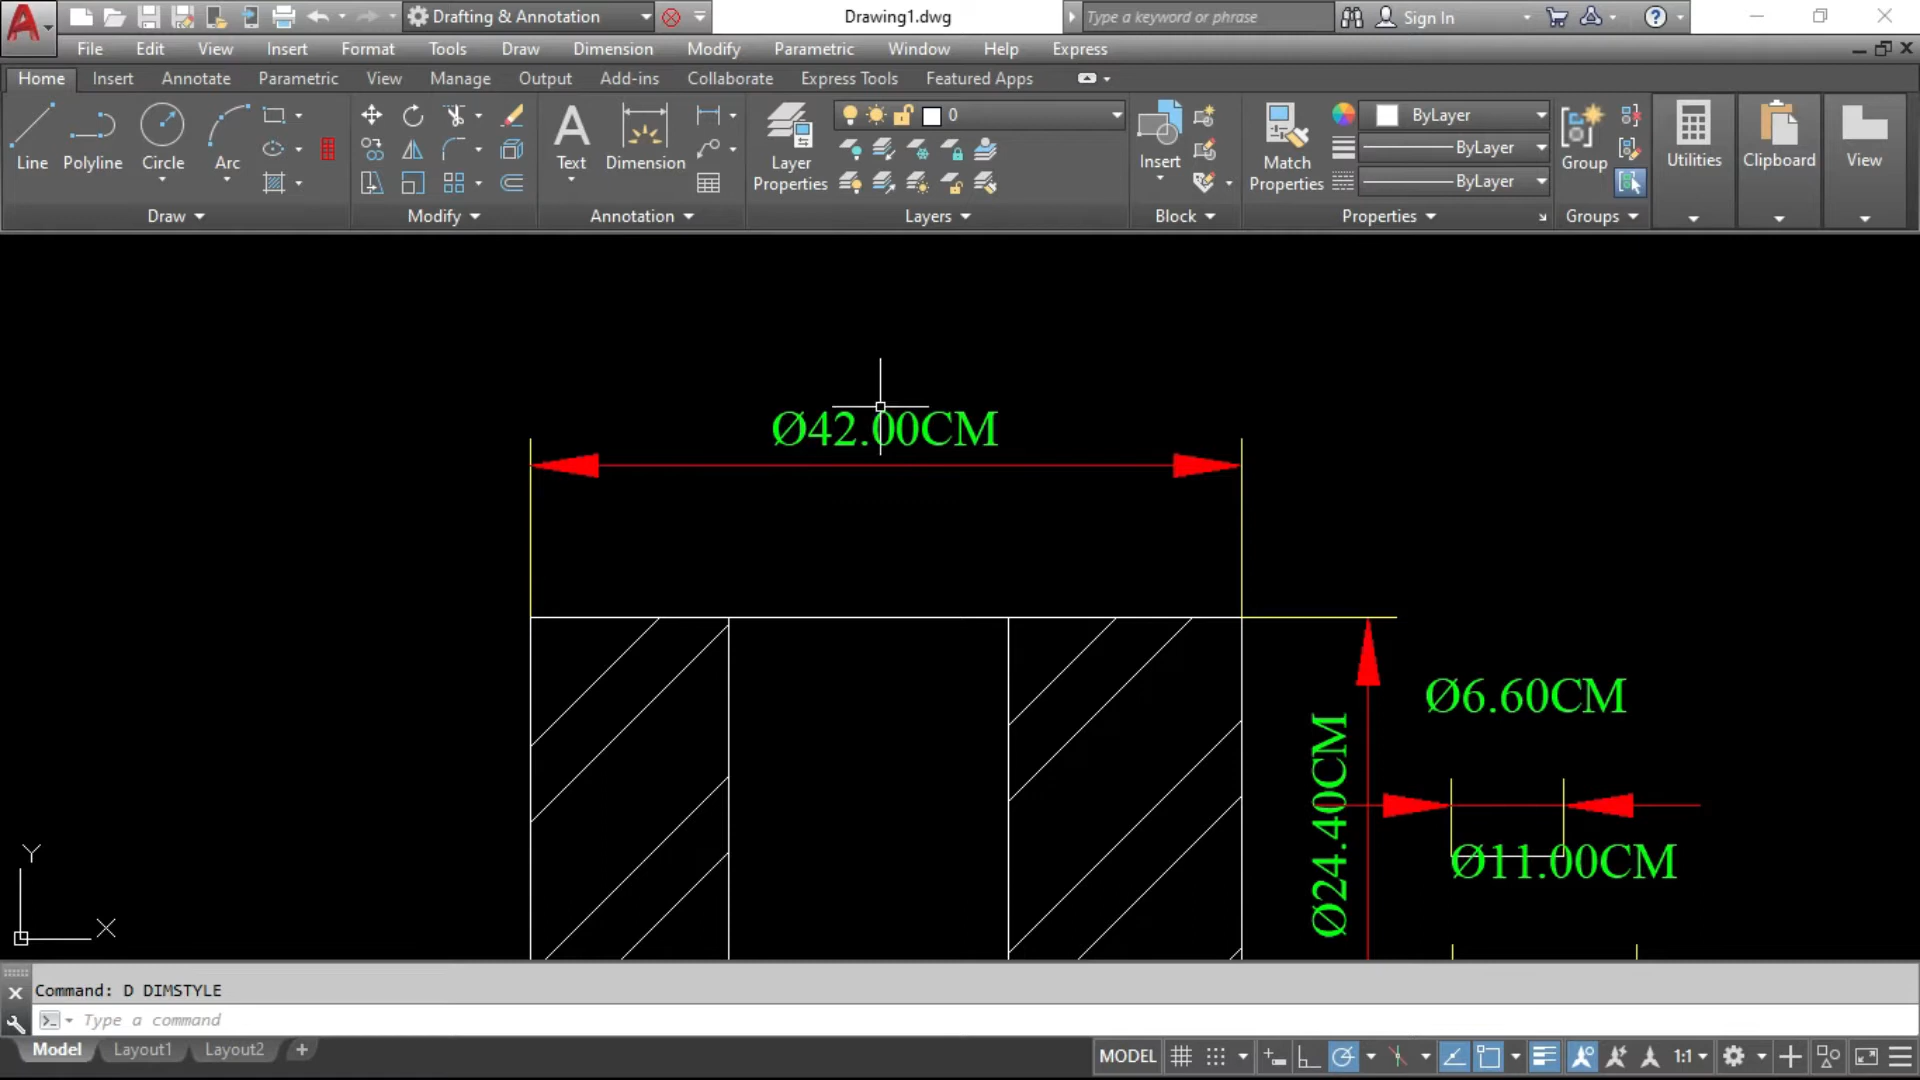 A Drafting & Annotation Drawing1.dwg Type a keyword or phrase Sign In
File Edit View Insert Format Tools Draw Dimension Modify Parametric Window Help Express
Home Insert Annotate Parametric View Manage Output Add-ins Collaborate Express Tools Featured Apps
Line Polyline Circle Arc
A
Text Dimension
Layer Properties
0
Insert
Match Properties
ByLayer
ByLayer
ByLayer
Group
Utilities Clipboard View
Draw Modify Annotation Layers Block Properties Groups
Ø42.00CM
Ø6.60CM
Ø24.40CM
Ø11.00CM
Y
X
Command: D DIMSTYLE
Type a command
Model Layout1 Layout2 + MODEL 1:1